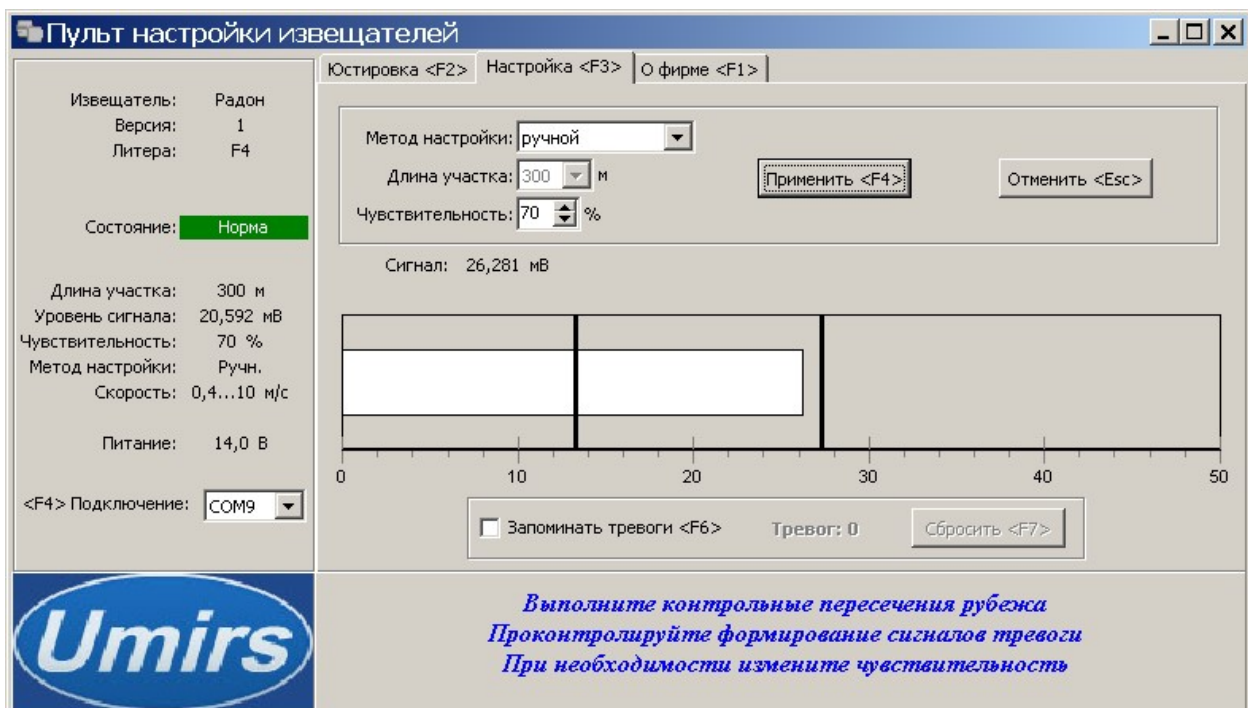 Пульт настройки извещателей
Юстировка <F2> Настройка <F3> О фирме <F1>
Извещатель: Радон
Версия: 1
Литера: F4
Состояние: Норма
Длина участка: 300 м
Уровень сигнала: 20,592 мВ
Чувствительность: 70 %
Метод настройки: Ручн.
Скорость: 0,4...10 м/с
Питание: 14,0 В
<F4> Подключение: COM9
Метод настройки: ручной
Длина участка: 300 м
Чувствительность: 70 %
Применить <F4> Отменить <Esc>
Сигнал: 26,281 мВ
0 10 20 30 40 50
Запоминать тревоги <F6> Тревог: 0 Сбросить <F7>
Umirs
Выполните контрольные пересечения рубежа
Проконтролируйте формирование сигналов тревоги
При необходимости измените чувствительность